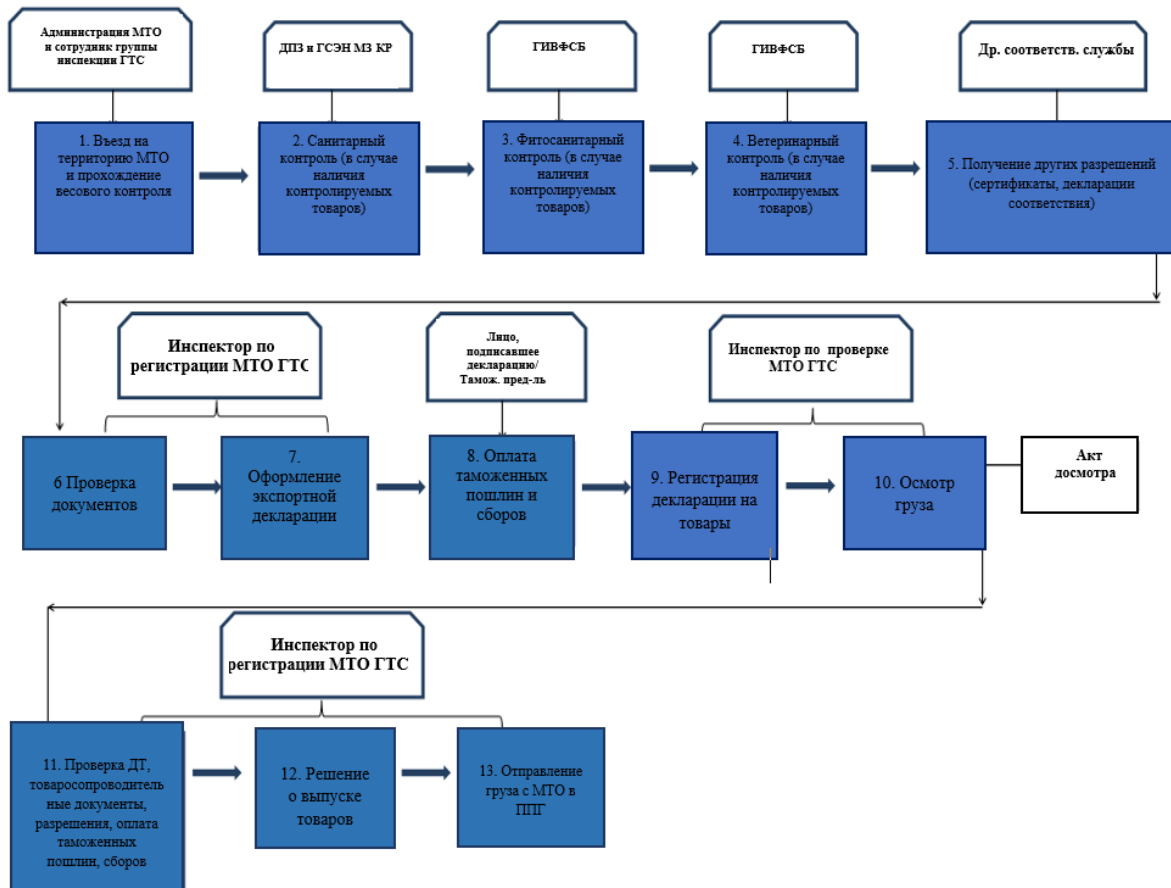 Администрация МТО
и сотрудник группы
инспекции ГТС
ДПЗ и ГСЭН МЗ КР
ГИВФСБ
ГИВФСБ
Др. соответств. службы
1. Въезд на
территорию МТО
и прохождение
весового контроля
2. Санитарный
контроль (в случае
наличия
контролируемых
товаров)
3. Фитосанитарный
контроль (в случае
наличия
контролируемых
товаров)
4. Ветеринарный
контроль (в случае
наличия
контролируемых
товаров)
5. Получение других разрешений
(сертификаты, декларации
соответствия)
Инспектор по
регистрации МТО ГТС
Лицо,
подписавшее
декларацию/
Тамож. пред-ль
Инспектор по проверке
МТО ГТС
6 Проверка
документов
7.
Оформление
экспортной
декларации
8. Оплата
таможенных
пошлин и
сборов
9. Регистрация
декларации на
товары
10. Осмотр
груза
Акт
досмотра
Инспектор по
регистрации МТО ГТС
11. Проверка ДТ,
товаросопроводитель
ные документы,
разрешения, оплата
таможенных
пошлин, сборов
12. Решение
о выпуске
товаров
13. Отправление
груза с МТО в
ППГ